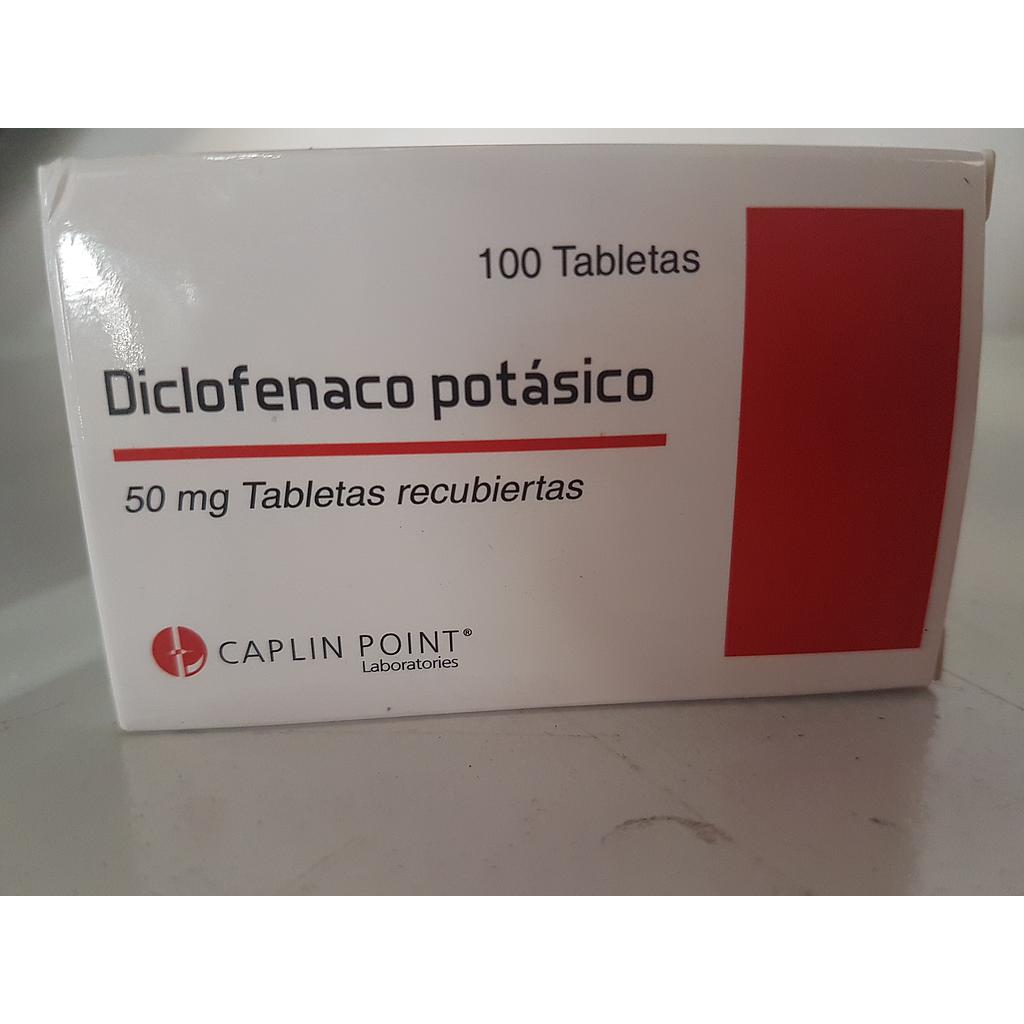 100 Tabletas
Diclofenaco potásico
50 mg Tabletas recubiertas
CAPLIN POINT®
Laboratories